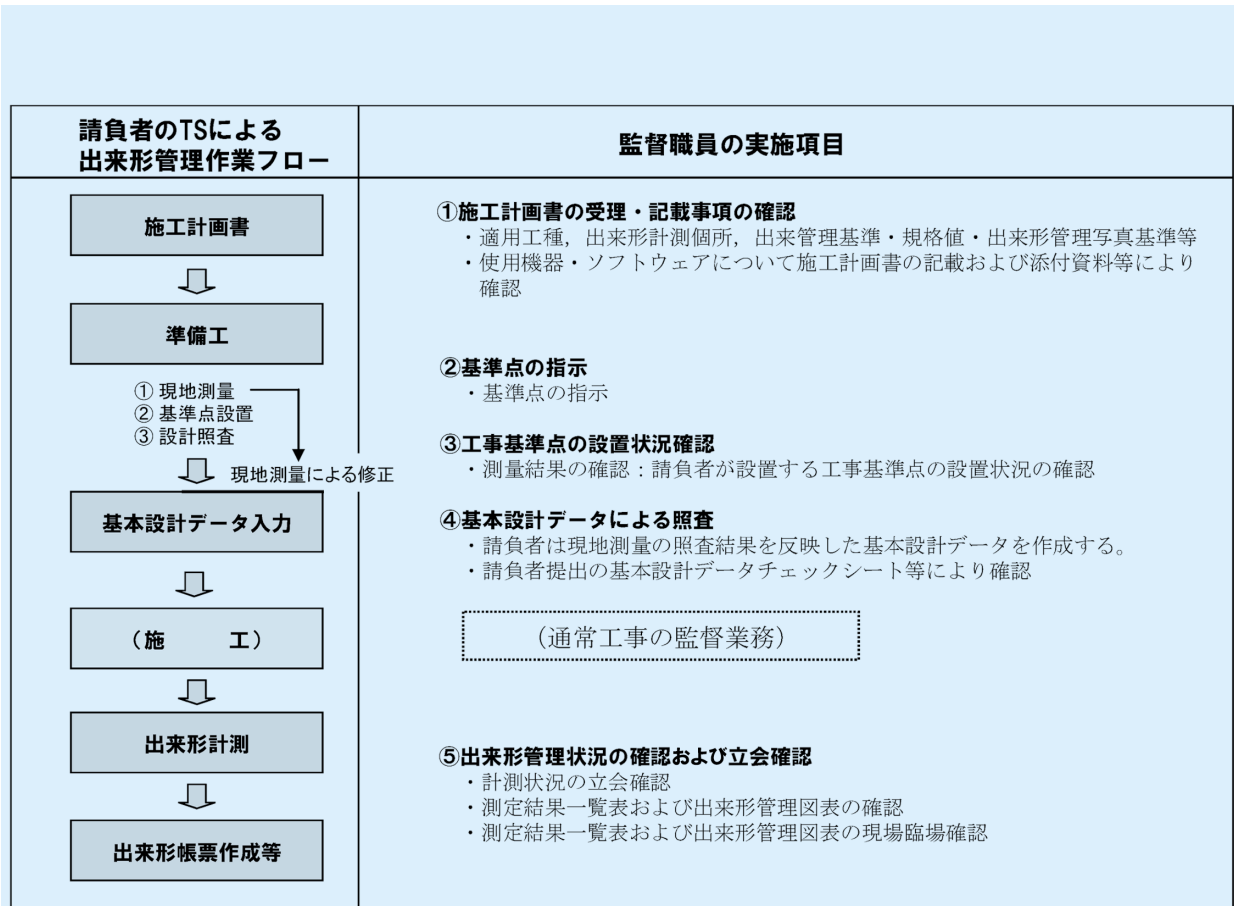 請負者のTSによる
出来形管理作業フロー
監督職員の実施項目
施工計画書
準備工
① 現地測量
② 基準点設置
③ 設計照査
現地測量による修正
基本設計データ入力
（施　　工）
出来形計測
出来形帳票作成等
①施工計画書の受理・記載事項の確認
・適用工種，出来形計測個所，出来管理基準・規格値・出来形管理写真基準等
・使用機器・ソフトウェアについて施工計画書の記載および添付資料等により
確認
②基準点の指示
・基準点の指示
③工事基準点の設置状況確認
・測量結果の確認：請負者が設置する工事基準点の設置状況の確認
④基本設計データによる照査
・請負者は現地測量の照査結果を反映した基本設計データを作成する。
・請負者提出の基本設計データチェックシート等により確認
（通常工事の監督業務）
⑤出来形管理状況の確認および立会確認
・計測状況の立会確認
・測定結果一覧表および出来形管理図表の確認
・測定結果一覧表および出来形管理図表の現場臨場確認